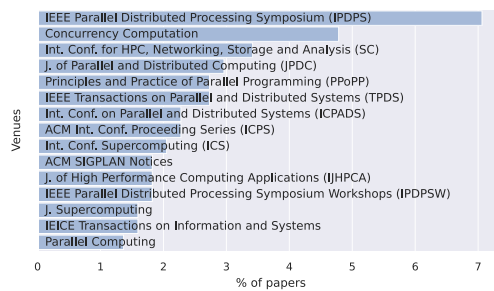 IEEE Parallel Distributed Processing Symposium (IPDPS)
Concurrency Computation
Int. Conf. for HPC, Networking, Storage and Analysis (SC)
J. of Parallel and Distributed Computing (JPDC)
Principles and Practice of Parallel Programming (PPoPP)
IEEE Transactions on Parallel and Distributed Systems (TPDS)
Int. Conf. on Parallel and Distributed Systems (ICPADS)
ACM Int. Conf. Proceeding Series (ICPS)
Int. Conf. Supercomputing (ICS)
ACM SIGPLAN Notices
J. of High Performance Computing Applications (IJHPCA)
IEEE Parallel Distributed Processing Symposium Workshops (IPDPSW)
J. Supercomputing
IEICE Transactions on Information and Systems
Parallel Computing
Venues
0 1 2 3 4 5 6 7
% of papers